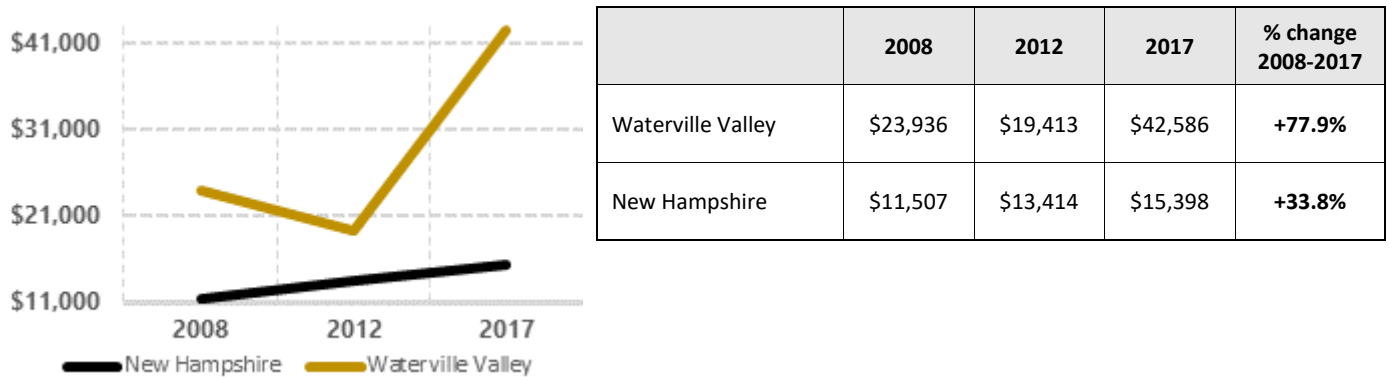 $41,000
$31,000
$21,000
$11,000
2008 2012 2017
New Hampshire Waterville Valley
2008 2012 2017 % change
2008-2017
Waterville Valley $23,936 $19,413 $42,586 +77.9%
New Hampshire $11,507 $13,414 $15,398 +33.8%